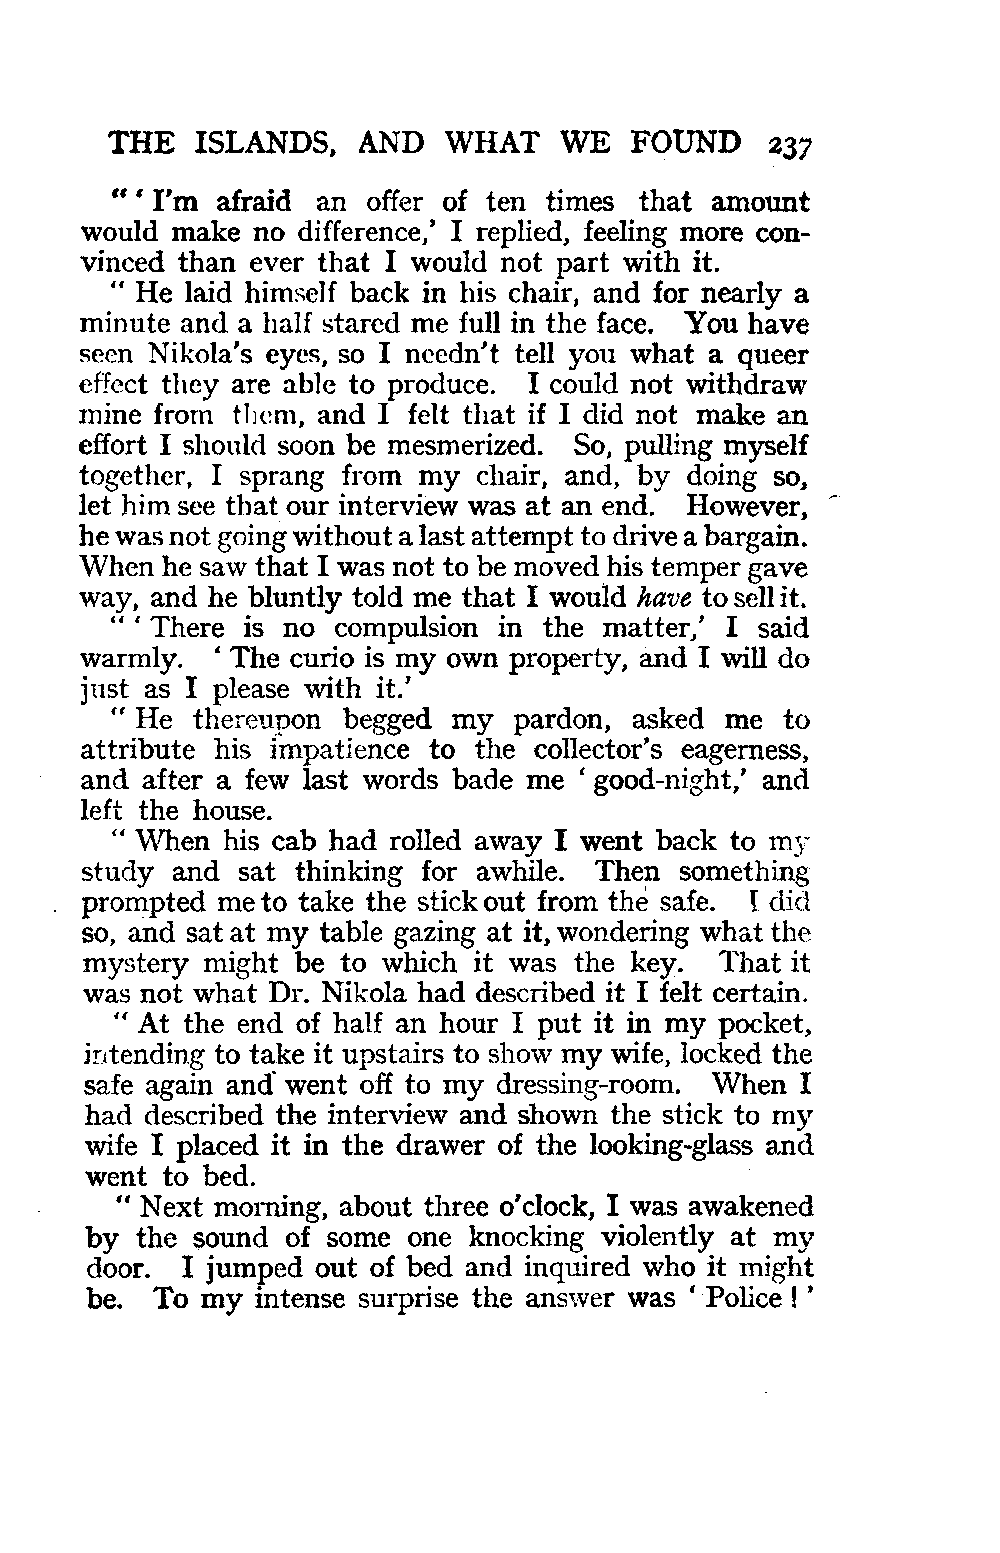 THE ISLANDS, AND WHAT WE FOUND 237
" ' I'm afraid an offer of ten times that amount
would make no difference,' I replied, feeling more con-
vinced than ever that I would not part with it.
" He laid himself back in his chair, and for nearly a
minute and a half stared me full in the face. You have
seen Nikola's eyes, so I needn't tell you what a queer
effect they are able to produce. I could not withdraw
mine from them, and I felt that if I did not make an
effort I should soon be mesmerized. So, pulling myself
together, I sprang from my chair, and, by doing so,
let him see that our interview was at an end. However,
he was not going without a last attempt to drive a bargain.
When he saw that I was not to be moved his temper gave
way, and he bluntly told me that I would have to sell it.
" ' There is no compulsion in the matter,' I said
warmly. ' The curio is my own property, and I will do
just as I please with it.'
" He thereupon begged my pardon, asked me to
attribute his impatience to the collector's eagerness,
and after a few last words bade me ' good-night,' and
left the house.
" When his cab had rolled away I went back to my
study and sat thinking for awhile. Then something
prompted me to take the stick out from the safe. I did
so, and sat at my table gazing at it, wondering what the
mystery might be to which it was the key. That it
was not what Dr. Nikola had described it I felt certain.
" At the end of half an hour I put it in my pocket,
intending to take it upstairs to show my wife, locked the
safe again and went off to my dressing-room. When I
had described the interview and shown the stick to my
wife I placed it in the drawer of the looking-glass and
went to bed.
" Next morning, about three o'clock, I was awakened
by the sound of some one knocking violently at my
door. I jumped out of bed and inquired who it might
be. To my intense surprise the answer was ' Police ! '